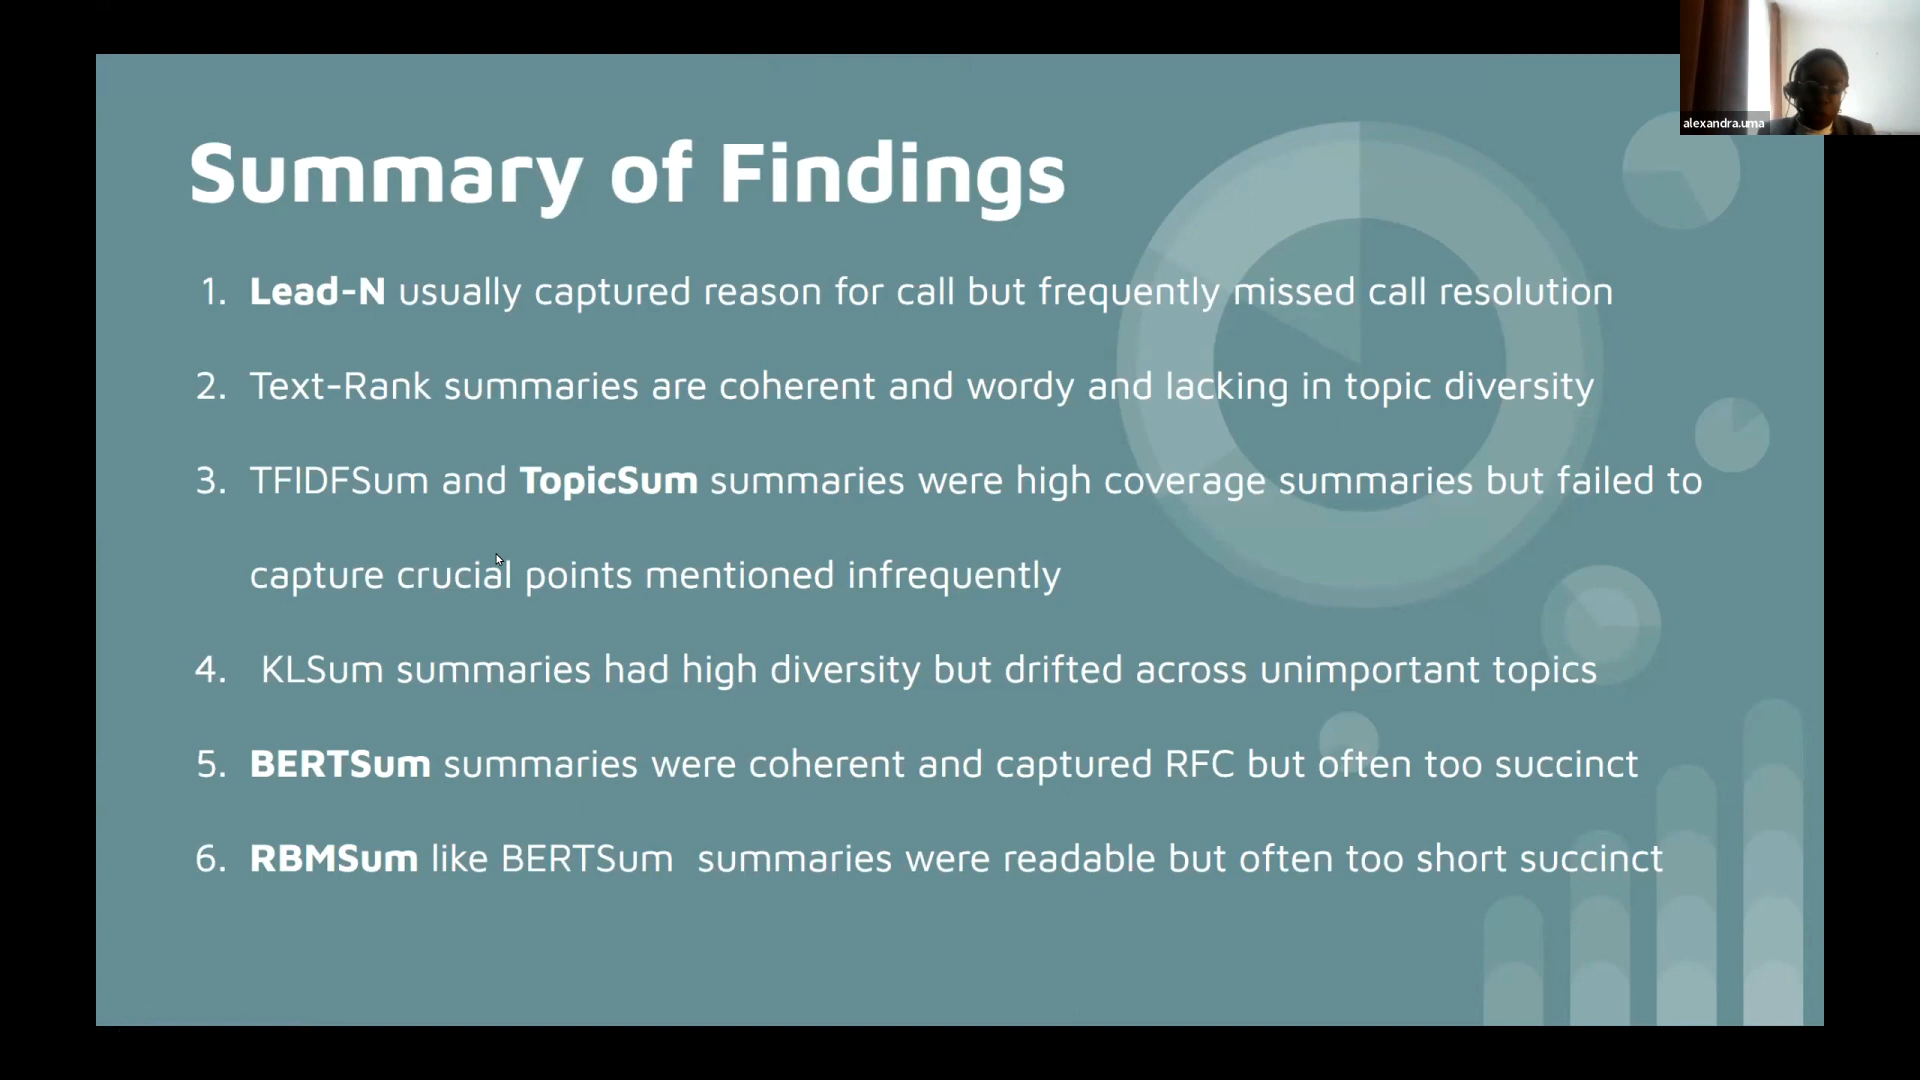 alexandra.uma
Summary of Findings
1. Lead-N usually captured reason for call but frequently missed call resolution
2. Text-Rank summaries are coherent and wordy and lacking in topic diversity
3. TFIDFSum and TopicSum summaries were high coverage summaries but failed to
capture crucial points mentioned infrequently
4. KLSum summaries had high diversity but drifted across unimportant topics
5. BERTSum summaries were coherent and captured RFC but often too succinct
6. RBMSum like BERTSum summaries were readable but often too short succinct